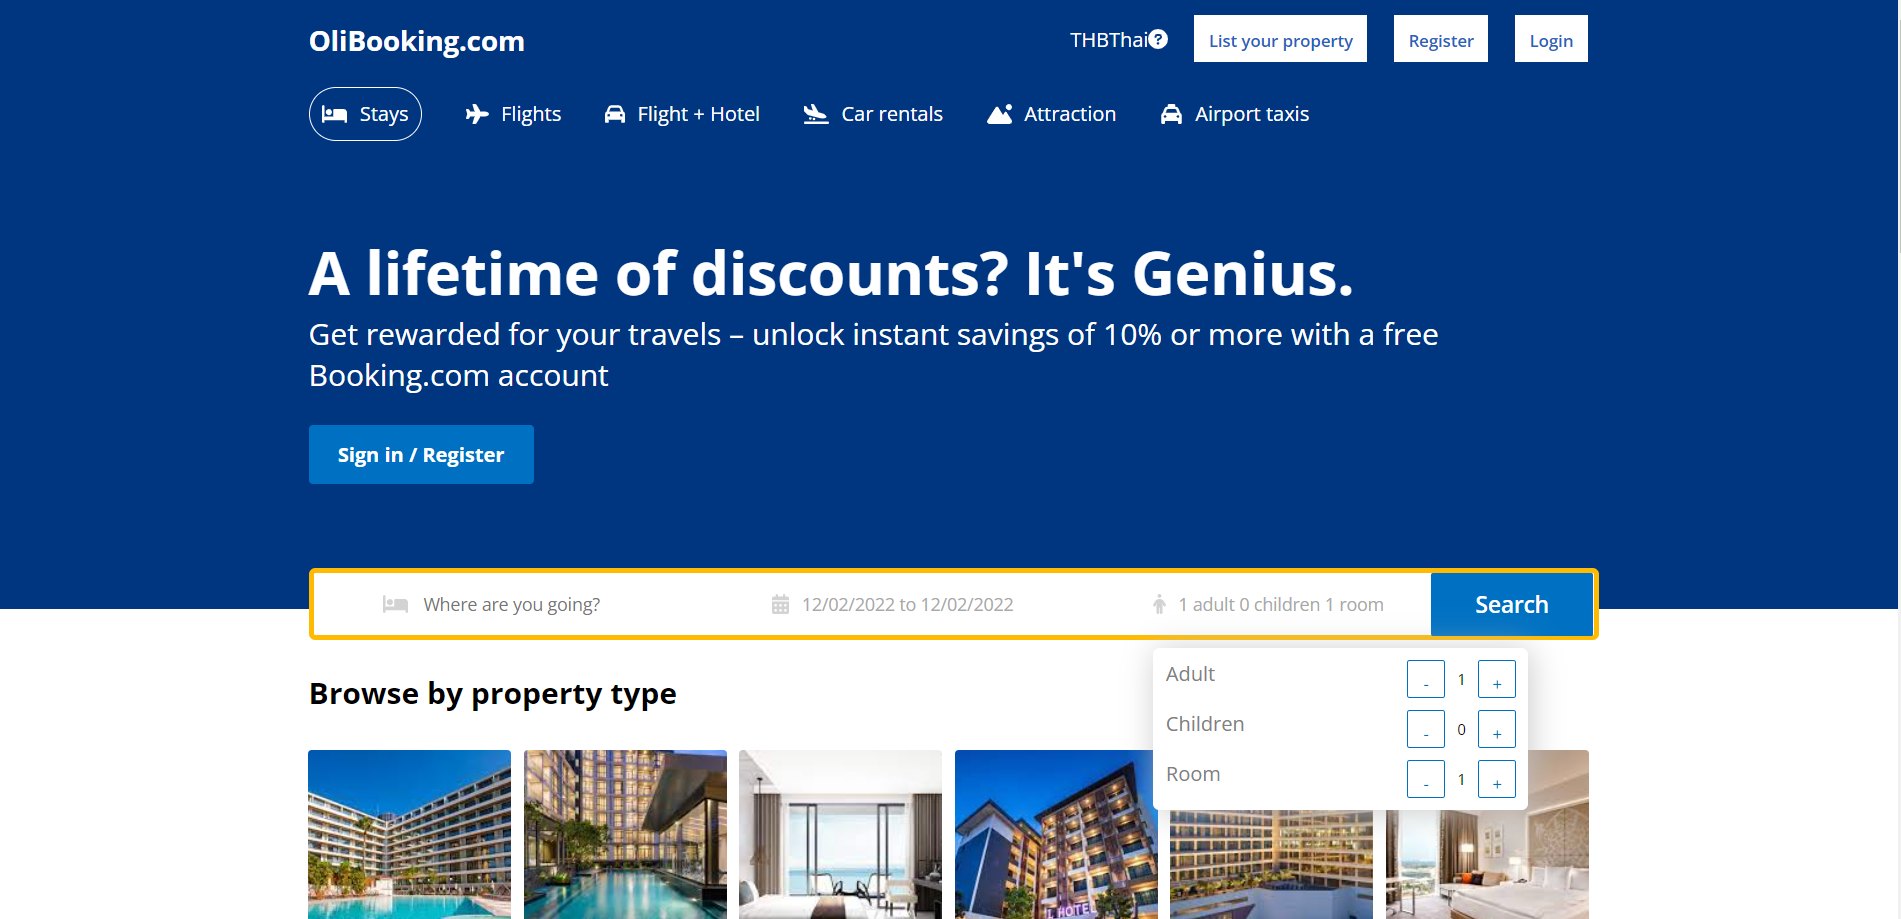 OliBooking.com
THBThai
List your property
Register
Login
Stays
Flights
Flight + Hotel
Car rentals
Attraction
Airport taxis
A lifetime of discounts? It's Genius.
Get rewarded for your travels – unlock instant savings of 10% or more with a free
Booking.com account
Sign in / Register
Where are you going?
12/02/2022 to 12/02/2022
1 adult 0 children 1 room
Search
Adult
- 1 +
Children
- 0 +
Room
- 1 +
Browse by property type
HOTEL